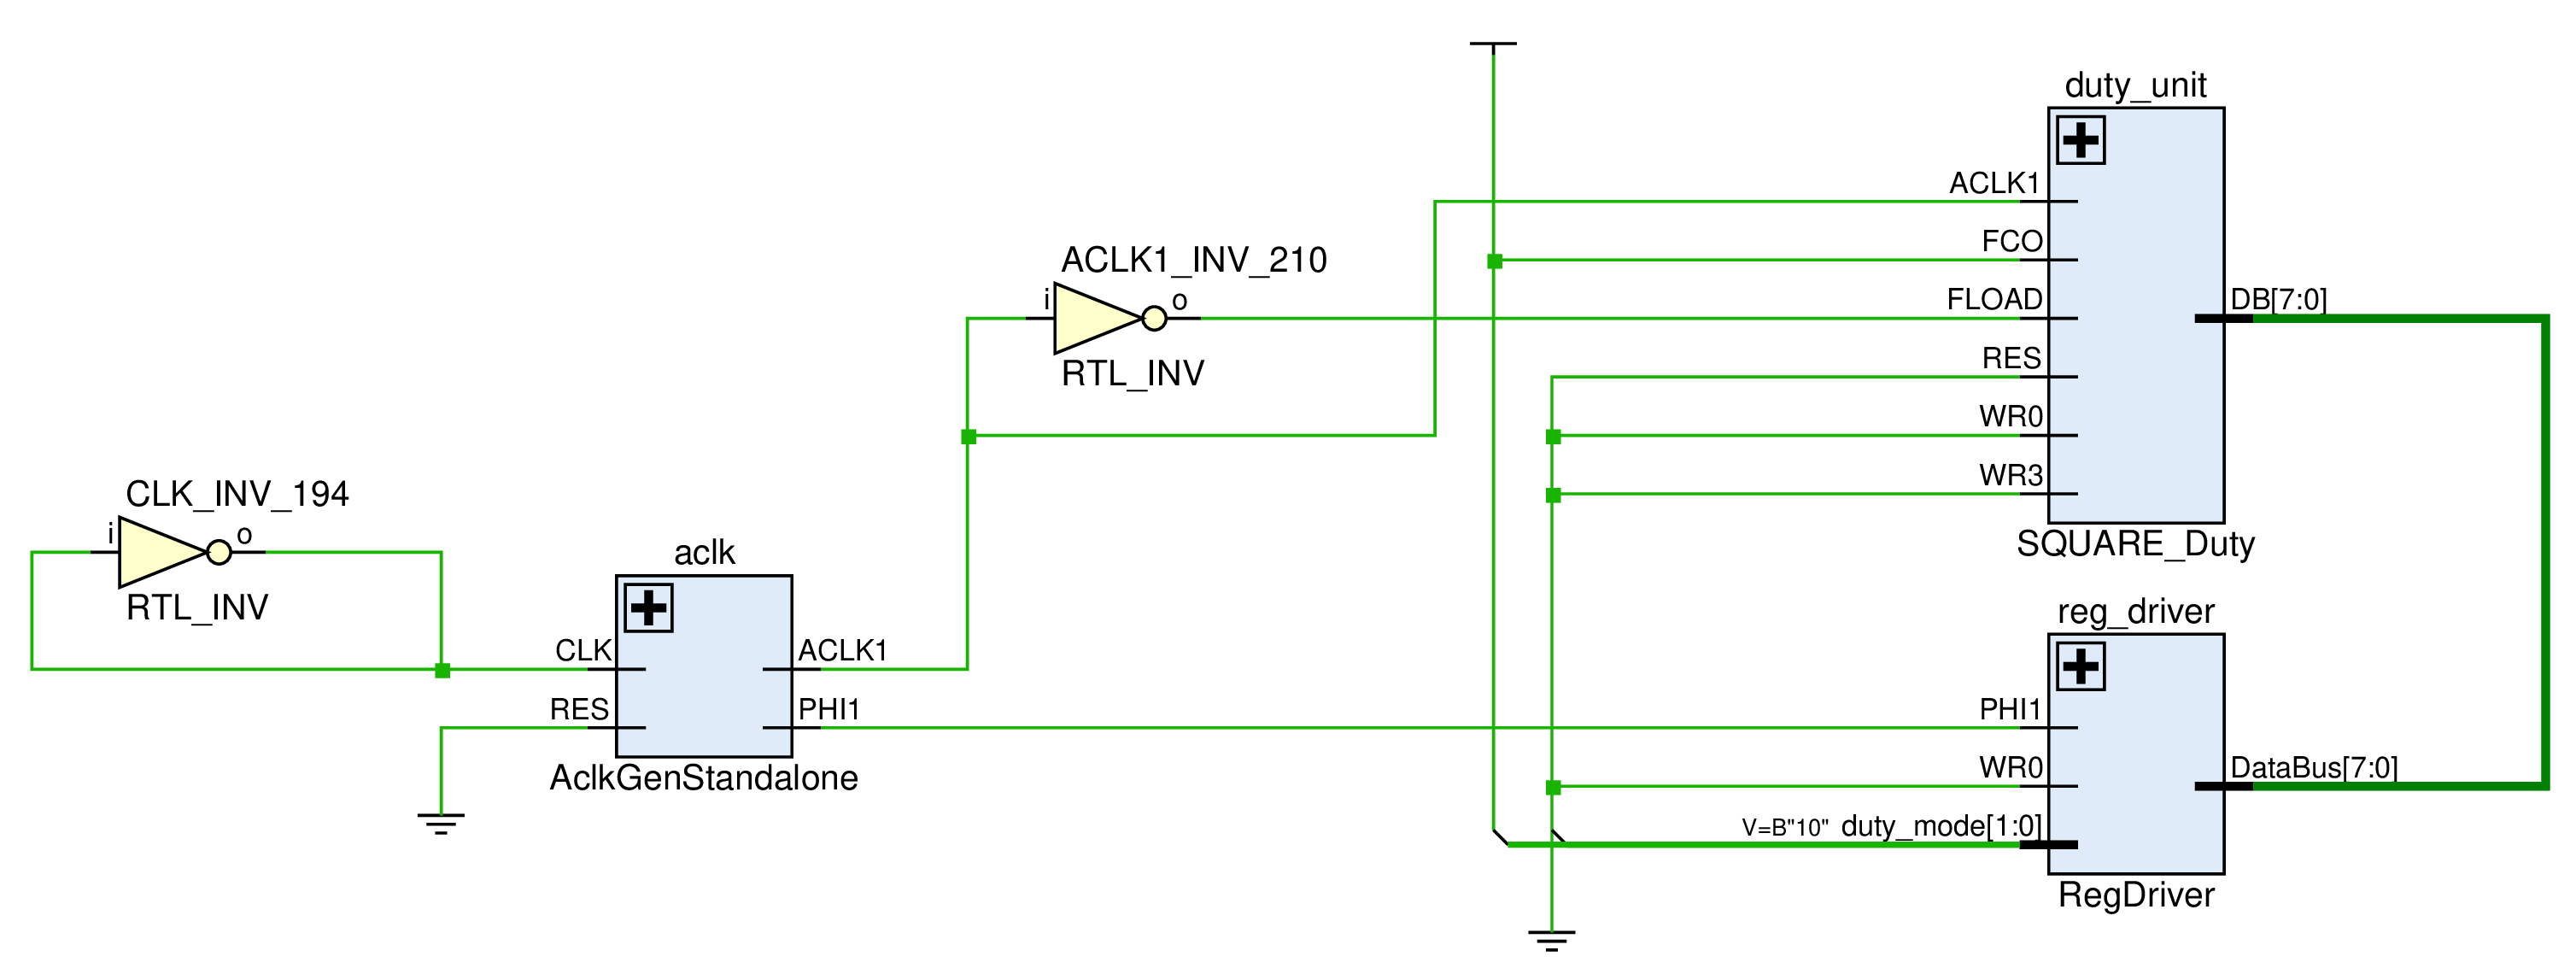 CLK_INV_194
i
o
RTL_INV
aclk
CLK
RES
ACLK1
PHI1
AclkGenStandalone
ACLK1_INV_210
i
o
RTL_INV
duty_unit
ACLK1
FCO
FLOAD
RES
WR0
WR3
DB[7:0]
SQUARE_Duty
reg_driver
PHI1
WR0
V=B"10" duty_mode[1:0]
DataBus[7:0]
RegDriver